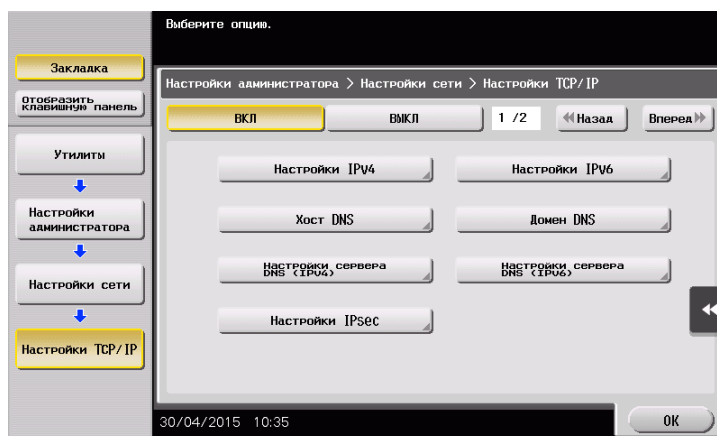 Выберите опцию.
Закладка
Отобразить
клавишную панель
Настройки администратора > Настройки сети > Настройки TCP/IP
ВКЛ
ВЫКЛ
1 /2
Назад
Вперед
Утилиты
Настройки
администратора
Настройки сети
Настройки TCP/IP
Настройки IPv4
Настройки IPv6
Хост DNS
Домен DNS
Настройки сервера
DNS (IPv4)
Настройки сервера
DNS (IPv6)
Настройки IPsec
30/04/2015 10:35
OK